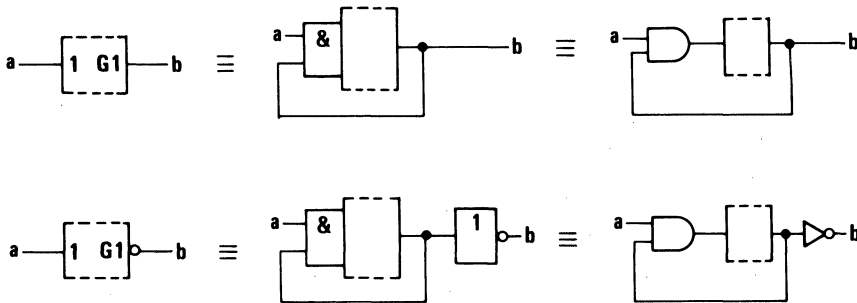 a 1 G1 b ≡ a & b ≡ a b
a 1 G1 b ≡ a & 1 b ≡ a b